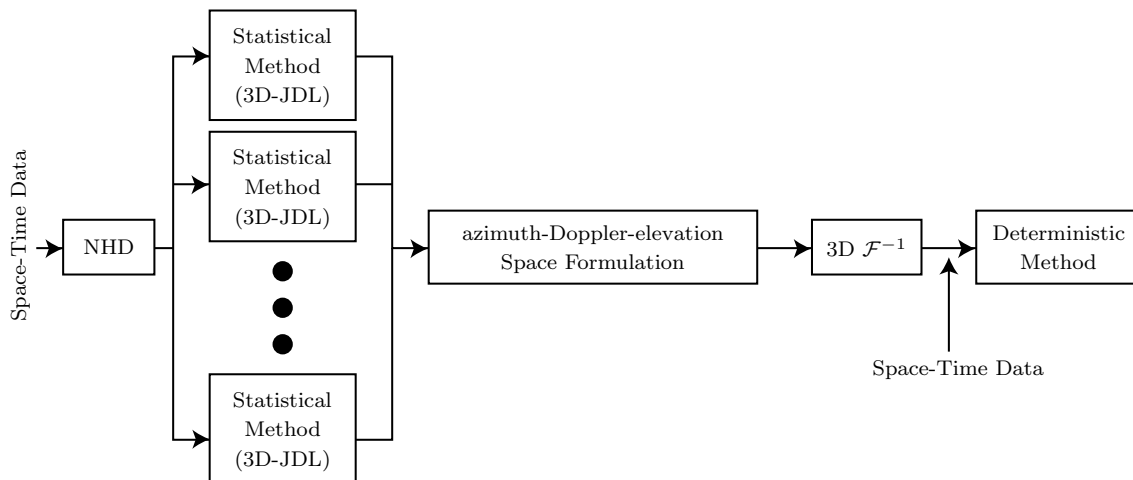 Space-Time Data
NHD
Statistical
Method
(3D-JDL)
Statistical
Method
(3D-JDL)
Statistical
Method
(3D-JDL)
azimuth-Doppler-elevation
Space Formulation
3D $\mathcal{F}^{-1}$
Deterministic
Method
Space-Time Data